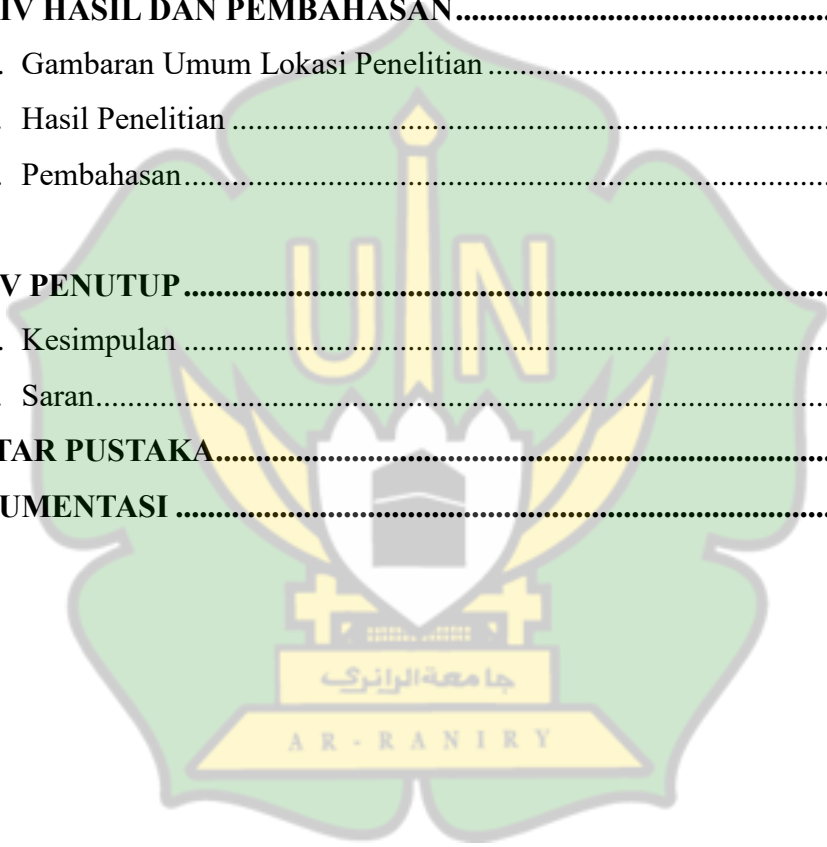 IV HASIL DAN PEMBAHASAN........................................................
. Gambaran Umum Lokasi Penelitian ...................................................
. Hasil Penelitian ....................................................................................
. Pembahasan..........................................................................................
V PENUTUP..........................................................................................
. Kesimpulan ..........................................................................................
. Saran.....................................................................................................
TAR PUSTAKA.....................................................................................
UMENTASI ..........................................................................................
UIN
جامعة الرانري
AR-RANIRY